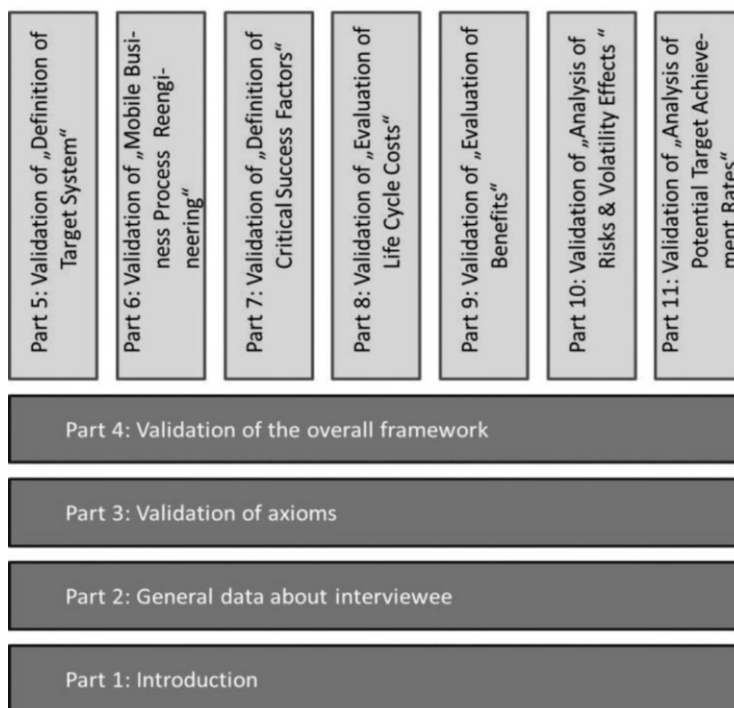 Part 5: Validation of „Definition of
Target System“
Part 6: Validation of „Mobile Busi-
ness Process Reengi-
neering“
Part 7: Validation of „Definition of
Critical Success Factors“
Part 8: Validation of „Evaluation of
Life Cycle Costs“
Part 9: Validation of „Evaluation of
Benefits“
Part 10: Validation of „Analysis of
Risks & Volatility Effects “
Part 11: Validation of „Analysis of
Potential Target Achieve-
ment Rates“
Part 4: Validation of the overall framework
Part 3: Validation of axioms
Part 2: General data about interviewee
Part 1: Introduction